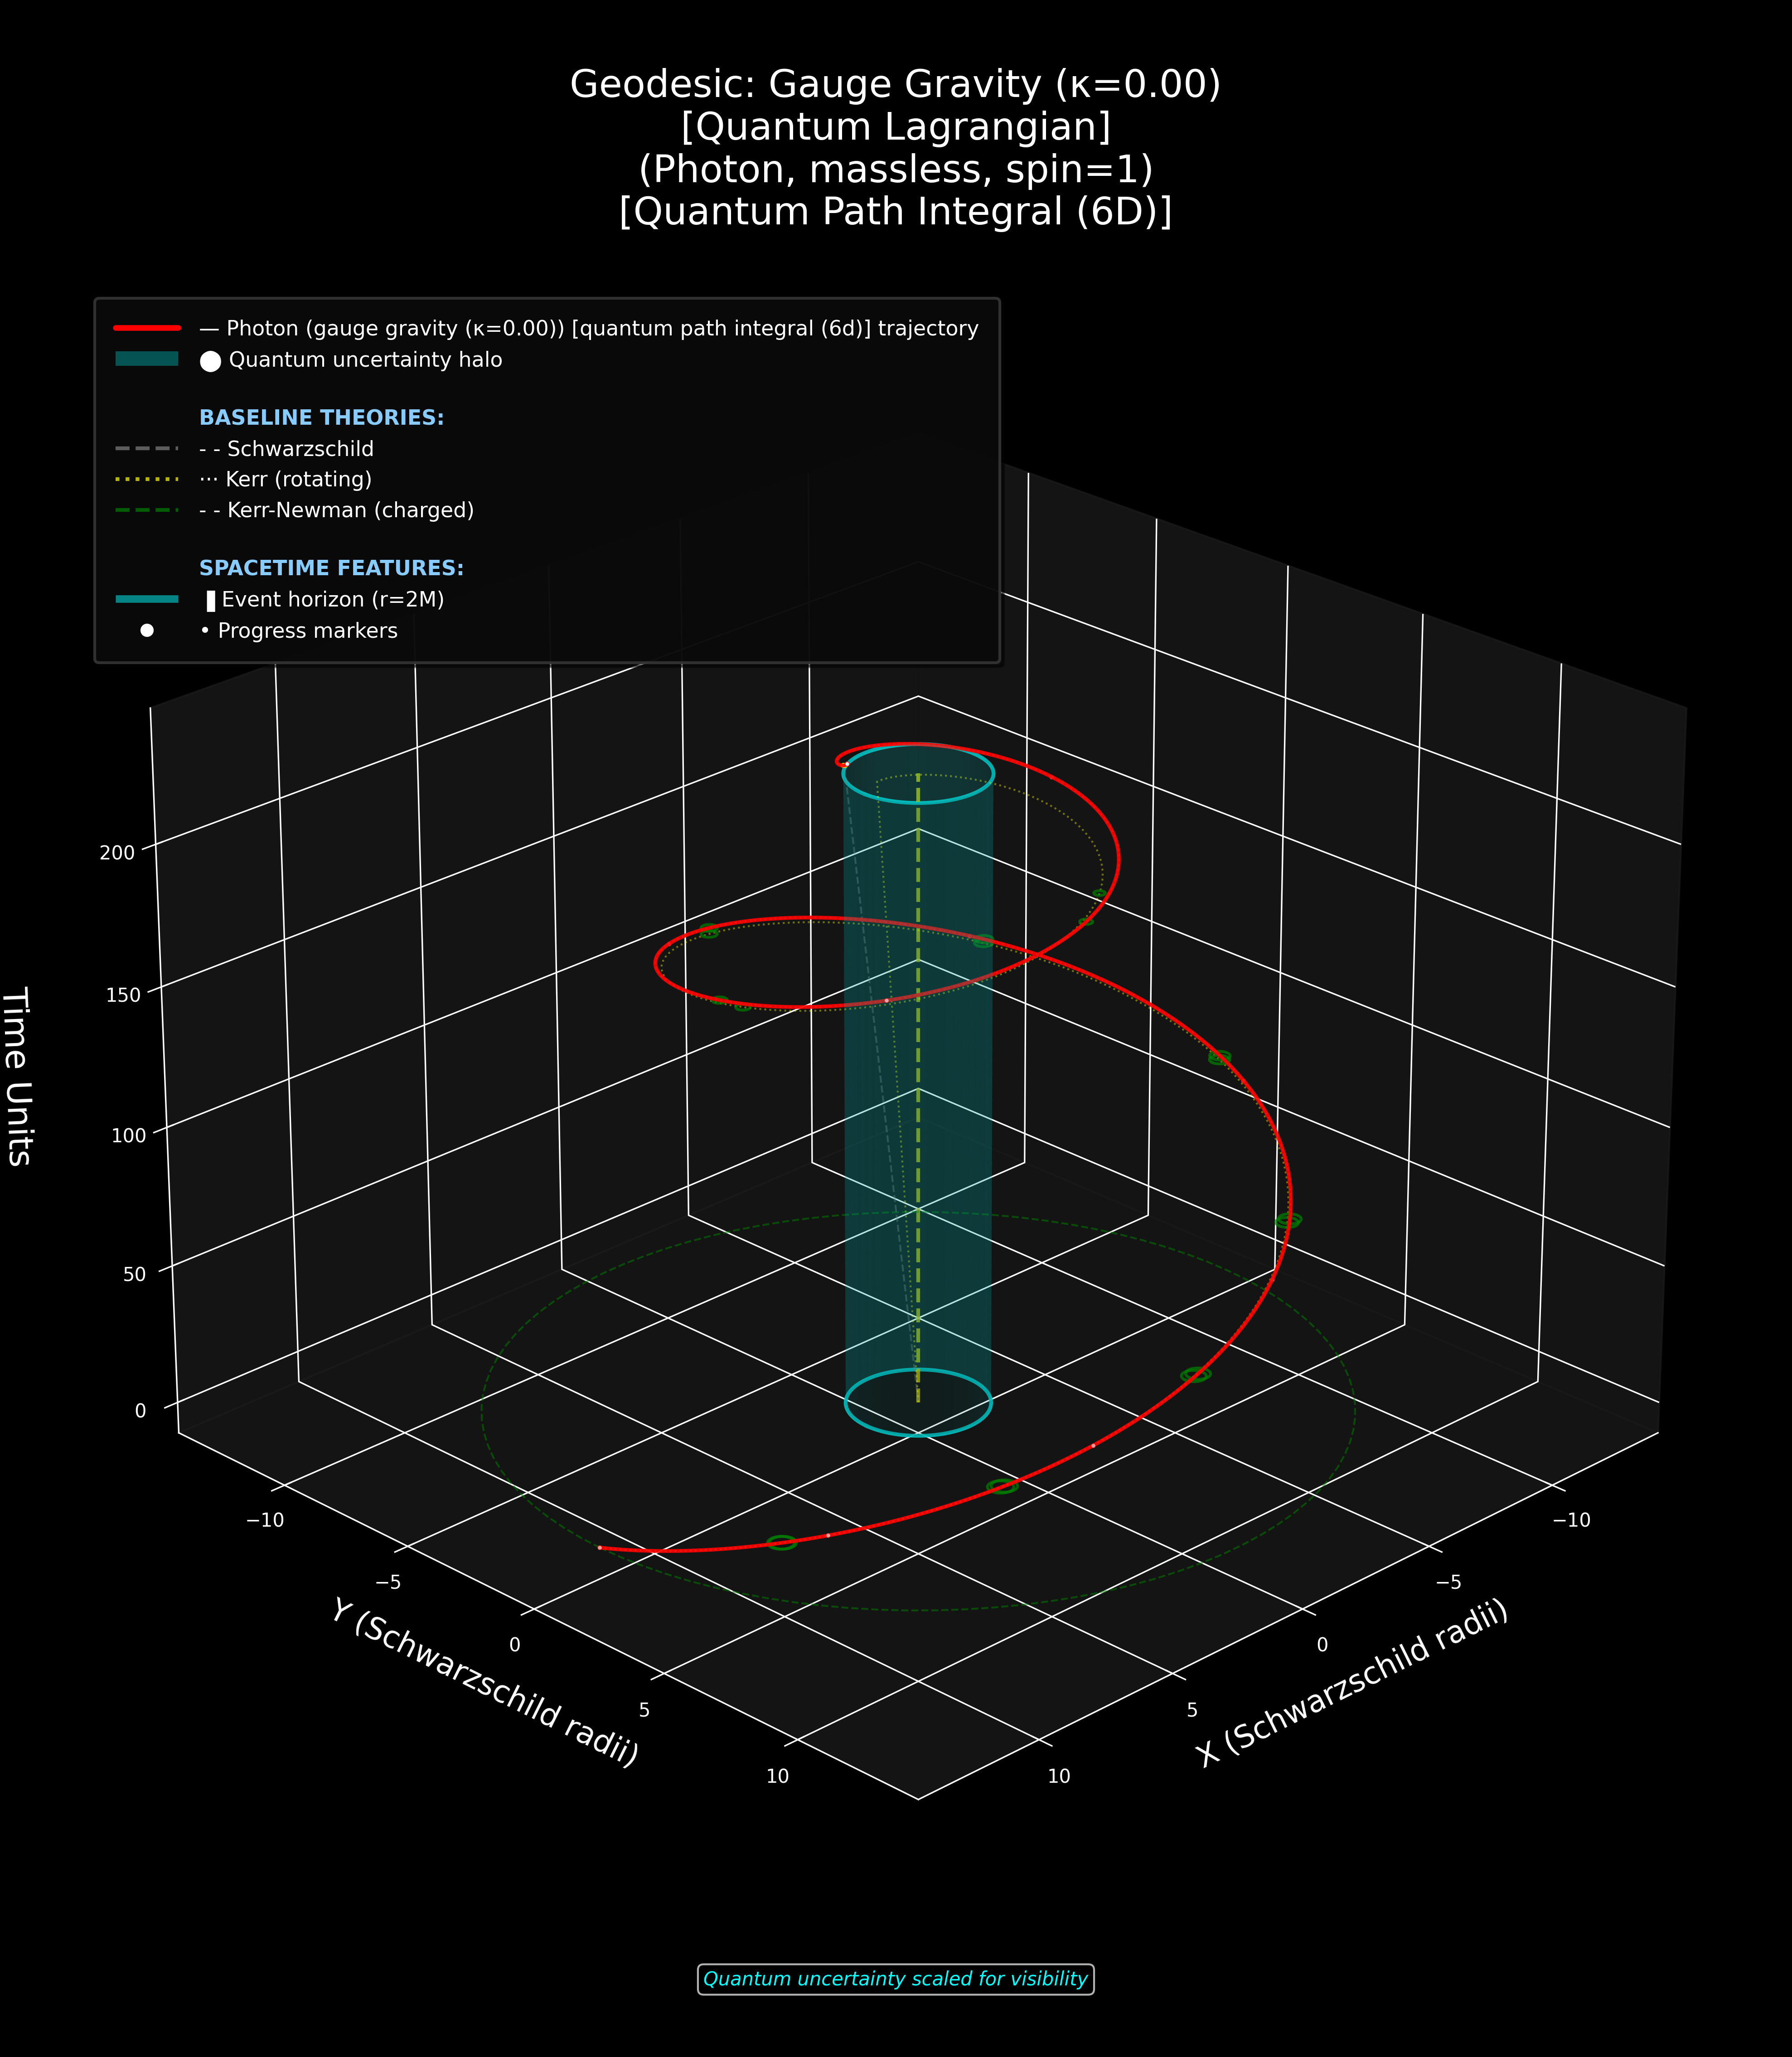 Geodesic: Gauge Gravity (κ=0.00)
[Quantum Lagrangian]
(Photon, massless, spin=1)
[Quantum Path Integral (6D)]
— Photon (gauge gravity (κ=0.00)) [quantum path integral (6d)] trajectory
⬤ Quantum uncertainty halo
BASELINE THEORIES:
- - Schwarzschild
··· Kerr (rotating)
- - Kerr-Newman (charged)
SPACETIME FEATURES:
▐ Event horizon (r=2M)
• Progress markers
Time Units
200
150
100
50
0
−10
−5
0
5
10
Y (Schwarzschild radii)
−10
−5
0
5
10
X (Schwarzschild radii)
Quantum uncertainty scaled for visibility